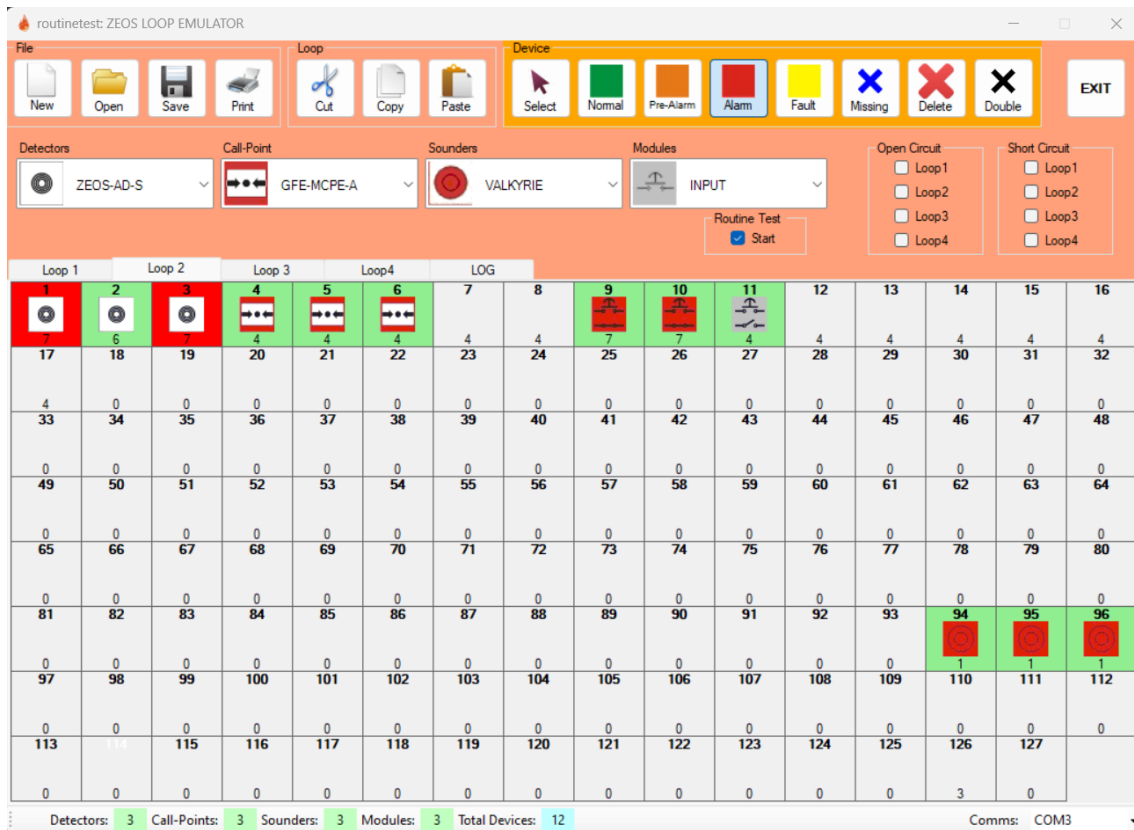 routinetest: ZEOS LOOP EMULATOR
File Loop Device
New Open Save Print Cut Copy Paste Select Normal Pre-Alarm Alarm Fault Missing Delete Double EXIT
Detectors Call-Point Sounders Modules Open Circuit Short Circuit
ZEOS-AD-S GFE-MCPE-A VALKYRIE INPUT
Loop1 Loop1
Loop2 Loop2
Loop3 Loop3
Loop4 Loop4
Routine Test
Start
Loop 1 Loop 2 Loop 3 Loop4 LOG
1 2 3 4 5 6 7 8 9 10 11 12 13 14 15 16
7 6 7 4 4 4 4 4 7 7 4 4 4 4 4 4
17 18 19 20 21 22 23 24 25 26 27 28 29 30 31 32
4 0 0 0 0 0 0 0 0 0 0 0 0 0 0 0
33 34 35 36 37 38 39 40 41 42 43 44 45 46 47 48
0 0 0 0 0 0 0 0 0 0 0 0 0 0 0 0
49 50 51 52 53 54 55 56 57 58 59 60 61 62 63 64
0 0 0 0 0 0 0 0 0 0 0 0 0 0 0 0
65 66 67 68 69 70 71 72 73 74 75 76 77 78 79 80
0 0 0 0 0 0 0 0 0 0 0 0 0 0 0 0
81 82 83 84 85 86 87 88 89 90 91 92 93 94 95 96
0 0 0 0 0 0 0 0 0 0 0 0 0 1 1 1
97 98 99 100 101 102 103 104 105 106 107 108 109 110 111 112
0 0 0 0 0 0 0 0 0 0 0 0 0 0 0 0
113 114 115 116 117 118 119 120 121 122 123 124 125 126 127
0 0 0 0 0 0 0 0 0 0 0 0 0 3 0
Detectors: 3 Call-Points: 3 Sounders: 3 Modules: 3 Total Devices: 12 Comms: COM3